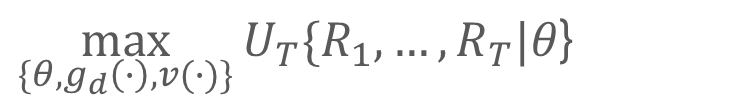 max U_T{R_1, ..., R_T|θ}
{θ,g_d(·),v(·)}